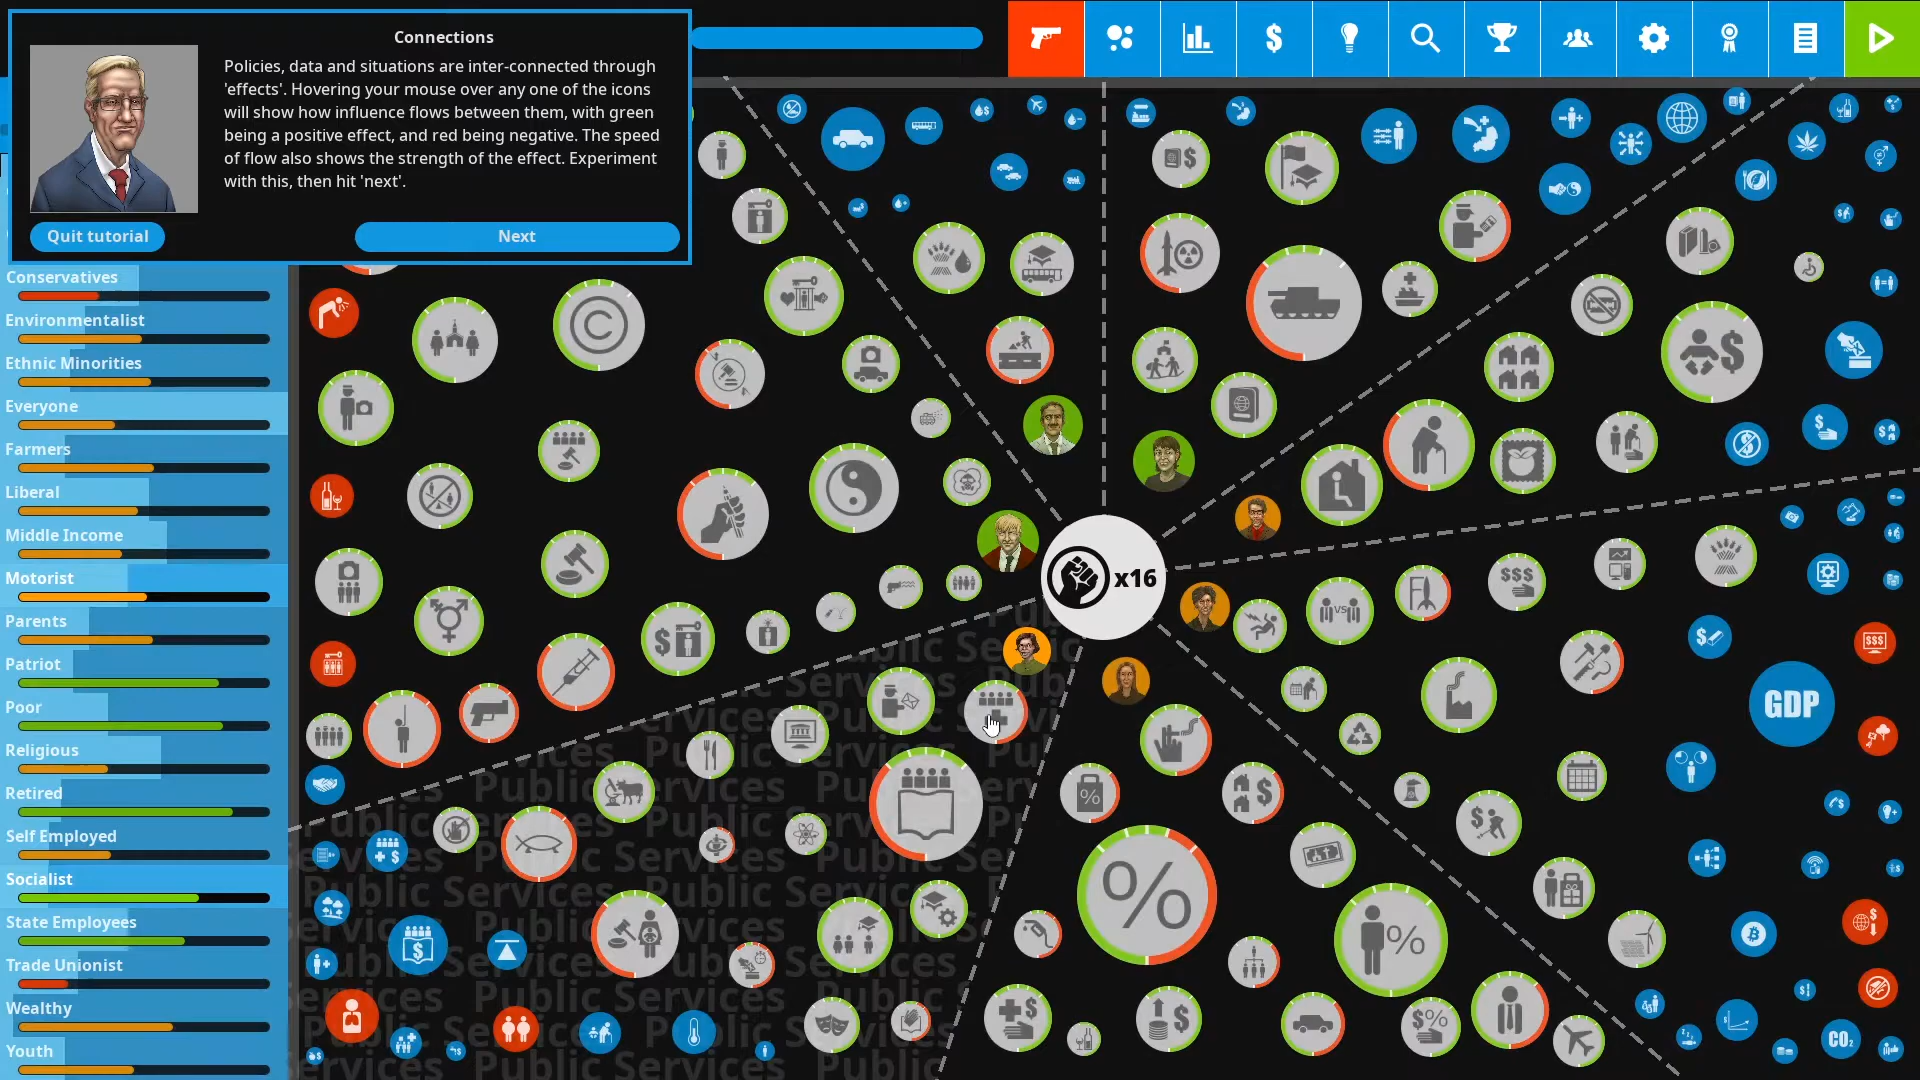 Connections
Policies, data and situations are inter-connected through
'effects'. Hovering your mouse over any one of the icons
will show how influence flows between them, with green
being a positive effect, and red being negative. The speed
of flow also shows the strength of the effect. Experiment
with this, then hit 'next'.
Quit tutorial
Next
Conservatives
Environmentalist
Ethnic Minorities
Everyone
Farmers
Liberal
Middle Income
Motorist
Parents
Patriot
Poor
Religious
Retired
Self Employed
Socialist
State Employees
Trade Unionist
Wealthy
Youth
x16
GDP
CO₂
VS
$$$
$$$
Public Services